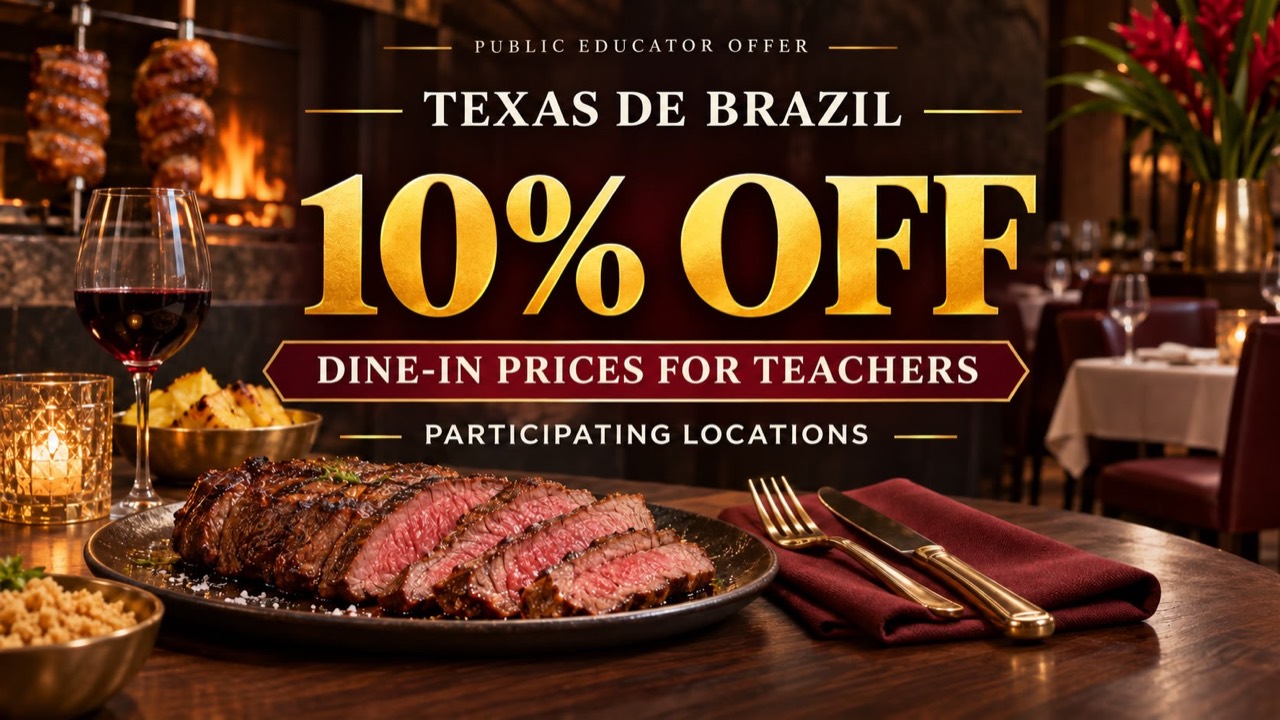 PUBLIC EDUCATOR OFFER
TEXAS DE BRAZIL
10% OFF
DINE-IN PRICES FOR TEACHERS
PARTICIPATING LOCATIONS